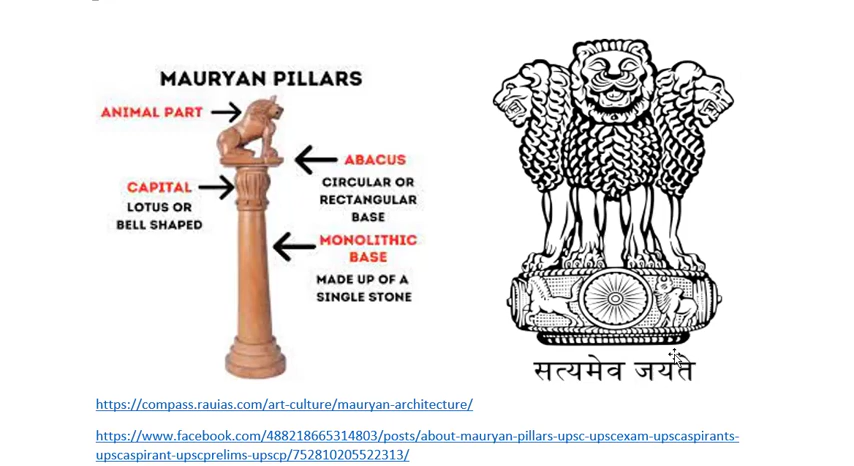 MAURYAN PILLARS
ANIMAL PART
ABACUS
CIRCULAR OR
RECTANGULAR
BASE
CAPITAL
LOTUS OR
BELL SHAPED
MONOLITHIC
BASE
MADE UP OF A
SINGLE STONE
सत्यमेव जयते
https://compass.rauias.com/art-culture/mauryan-architecture/
https://www.facebook.com/488218665314803/posts/about-mauryan-pillars-upsc-upscexam-upscaspirants-
upscaspirant-upscprelims-upscp/752810205522313/